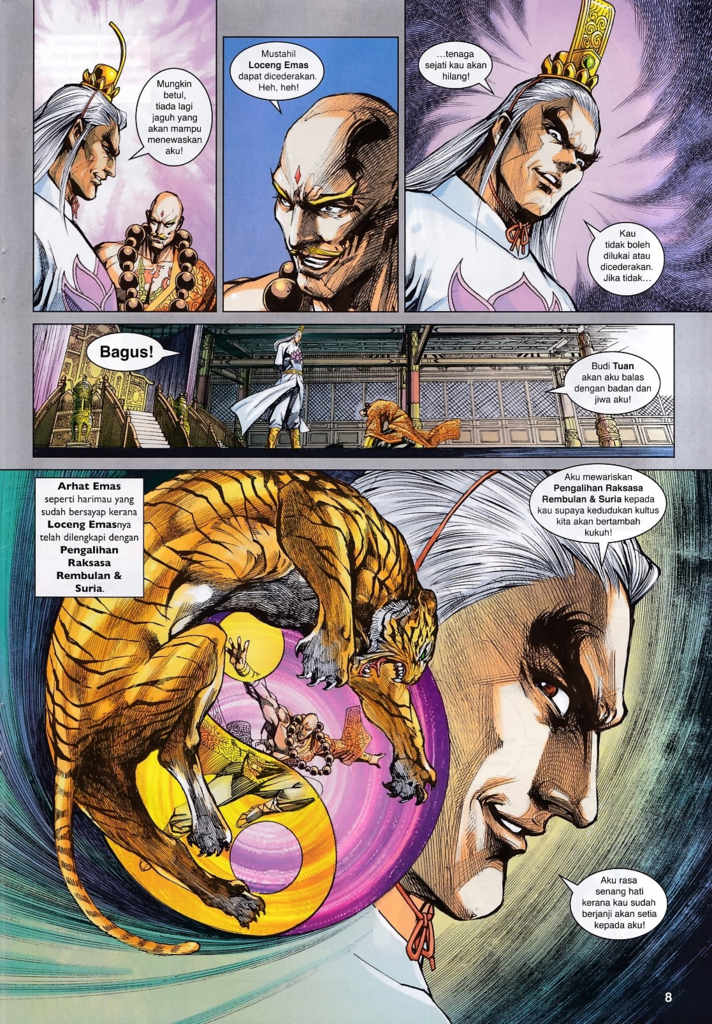 Mungkin
betul,
tiada lagi
jaguh yang
akan mampu
menewaskan
aku!
Mustahil
Loceng Emas
dapat dicederakan.
Heh, heh!
…tenaga
sejati kau akan
hilang!
Kau
tidak boleh
dilukai atau
dicederakan.
Jika tidak…
Bagus!
Budi Tuan
akan aku balas
dengan badan dan
jiwa aku!
Arhat Emas
seperti harimau yang
sudah bersayap kerana
Loceng Emasnya
telah dilengkapi dengan
Pengalihan
Raksasa
Rembulan &
Suria.
Aku mewariskan
Pengalihan Raksasa
Rembulan & Suria kepada
kau supaya kedudukan kultus
kita akan bertambah
kukuh!
Aku rasa
senang hati
kerana kau sudah
berjanji akan setia
kepada aku!
8